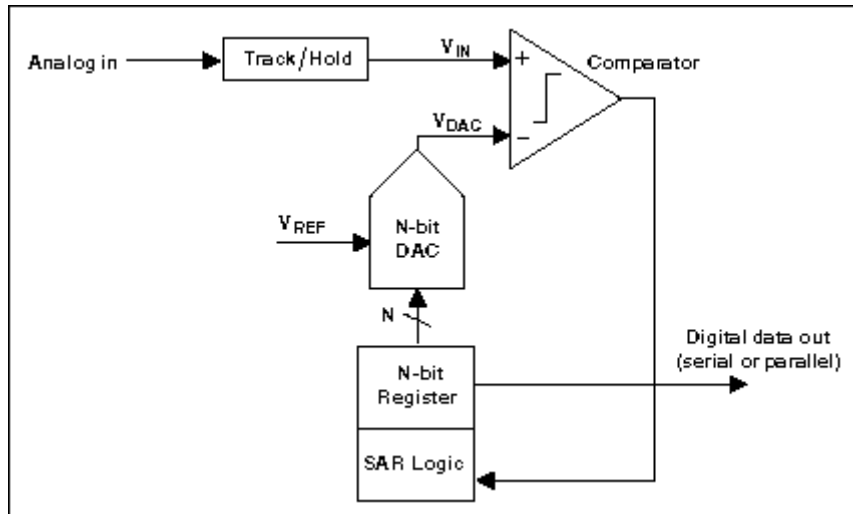 Analog in
Track/Hold
VIN
Comparator
+
VDAC
−
VREF
N-bit
DAC
N
Digital data out
(serial or parallel)
N-bit
Register
SAR Logic